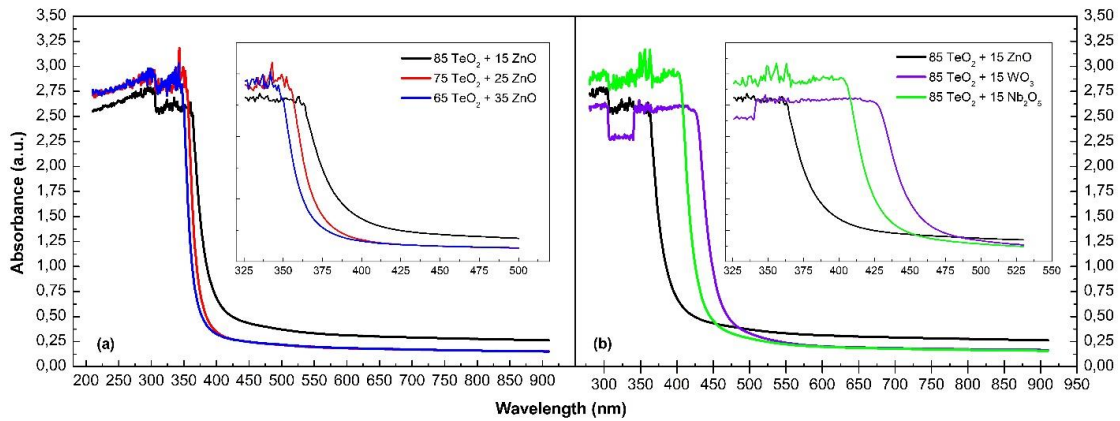 3,50
3,25
3,00
2,75
2,50
2,25
2,00
1,75
1,50
1,25
1,00
0,75
0,50
0,25
0,00
Absorbance (a.u.)
85 TeO₂ + 15 ZnO
75 TeO₂ + 25 ZnO
65 TeO₂ + 35 ZnO
325 350 375 400 425 450 475 500
(a)
200 250 300 350 400 450 500 550 600 650 700 750 800 850 900
85 TeO₂ + 15 ZnO
85 TeO₂ + 15 WO₃
85 TeO₂ + 15 Nb₂O₅
325 350 375 400 425 450 475 500 525 550
(b)
300 350 400 450 500 550 600 650 700 750 800 850 900 950
3,50
3,25
3,00
2,75
2,50
2,25
2,00
1,75
1,50
1,25
1,00
0,75
0,50
0,25
0,00
Wavelength (nm)